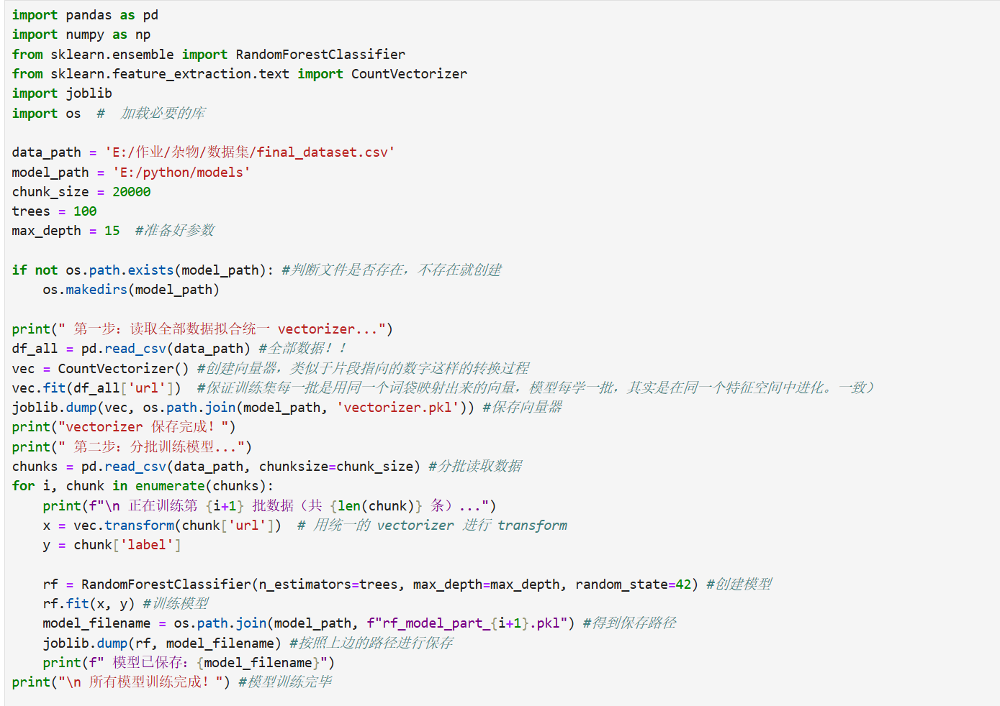 import pandas as pd
import numpy as np
from sklearn.ensemble import RandomForestClassifier
from sklearn.feature_extraction.text import CountVectorizer
import joblib
import os  #  加载必要的库

data_path = 'E:/作业/杂物/数据集/final_dataset.csv'
model_path = 'E:/python/models'
chunk_size = 20000
trees = 100
max_depth = 15  #准备好参数

if not os.path.exists(model_path): #判断文件是否存在，不存在就创建
    os.makedirs(model_path)

print(" 第一步：读取全部数据拟合统一 vectorizer...")
df_all = pd.read_csv(data_path) #全部数据！！
vec = CountVectorizer() #创建向量器，类似于片段指向的数字这样的转换过程
vec.fit(df_all['url'])  #保证训练集每一批是用同一个词袋映射出来的向量，模型每学一批，其实是在同一个特征空间中进化。一致）
joblib.dump(vec, os.path.join(model_path, 'vectorizer.pkl')) #保存向量器
print("vectorizer 保存完成！")
print(" 第二步：分批训练模型...")
chunks = pd.read_csv(data_path, chunksize=chunk_size) #分批读取数据
for i, chunk in enumerate(chunks):
    print(f"\n 正在训练第 {i+1} 批数据（共 {len(chunk)} 条）...")
    x = vec.transform(chunk['url'])  # 用统一的 vectorizer 进行 transform
    y = chunk['label']

    rf = RandomForestClassifier(n_estimators=trees, max_depth=max_depth, random_state=42) #创建模型
    rf.fit(x, y) #训练模型
    model_filename = os.path.join(model_path, f"rf_model_part_{i+1}.pkl") #得到保存路径
    joblib.dump(rf, model_filename) #按照上边的路径进行保存
    print(f" 模型已保存：{model_filename}")
print("\n 所有模型训练完成！") #模型训练完毕